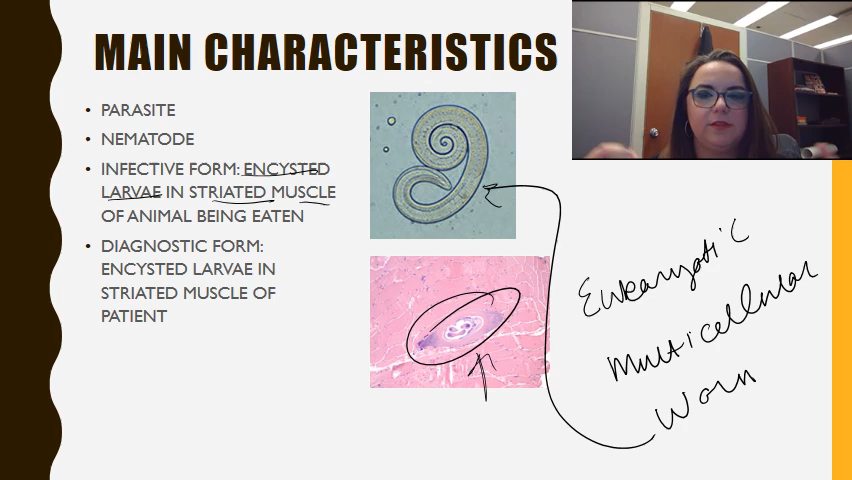 MAIN CHARACTERISTICS
• PARASITE
• NEMATODE
• INFECTIVE FORM: ENCYSTED
LARVAE IN STRIATED MUSCLE
OF ANIMAL BEING EATEN
• DIAGNOSTIC FORM:
ENCYSTED LARVAE IN
STRIATED MUSCLE OF
PATIENT
Eukaryotic
Multicellular
Worm